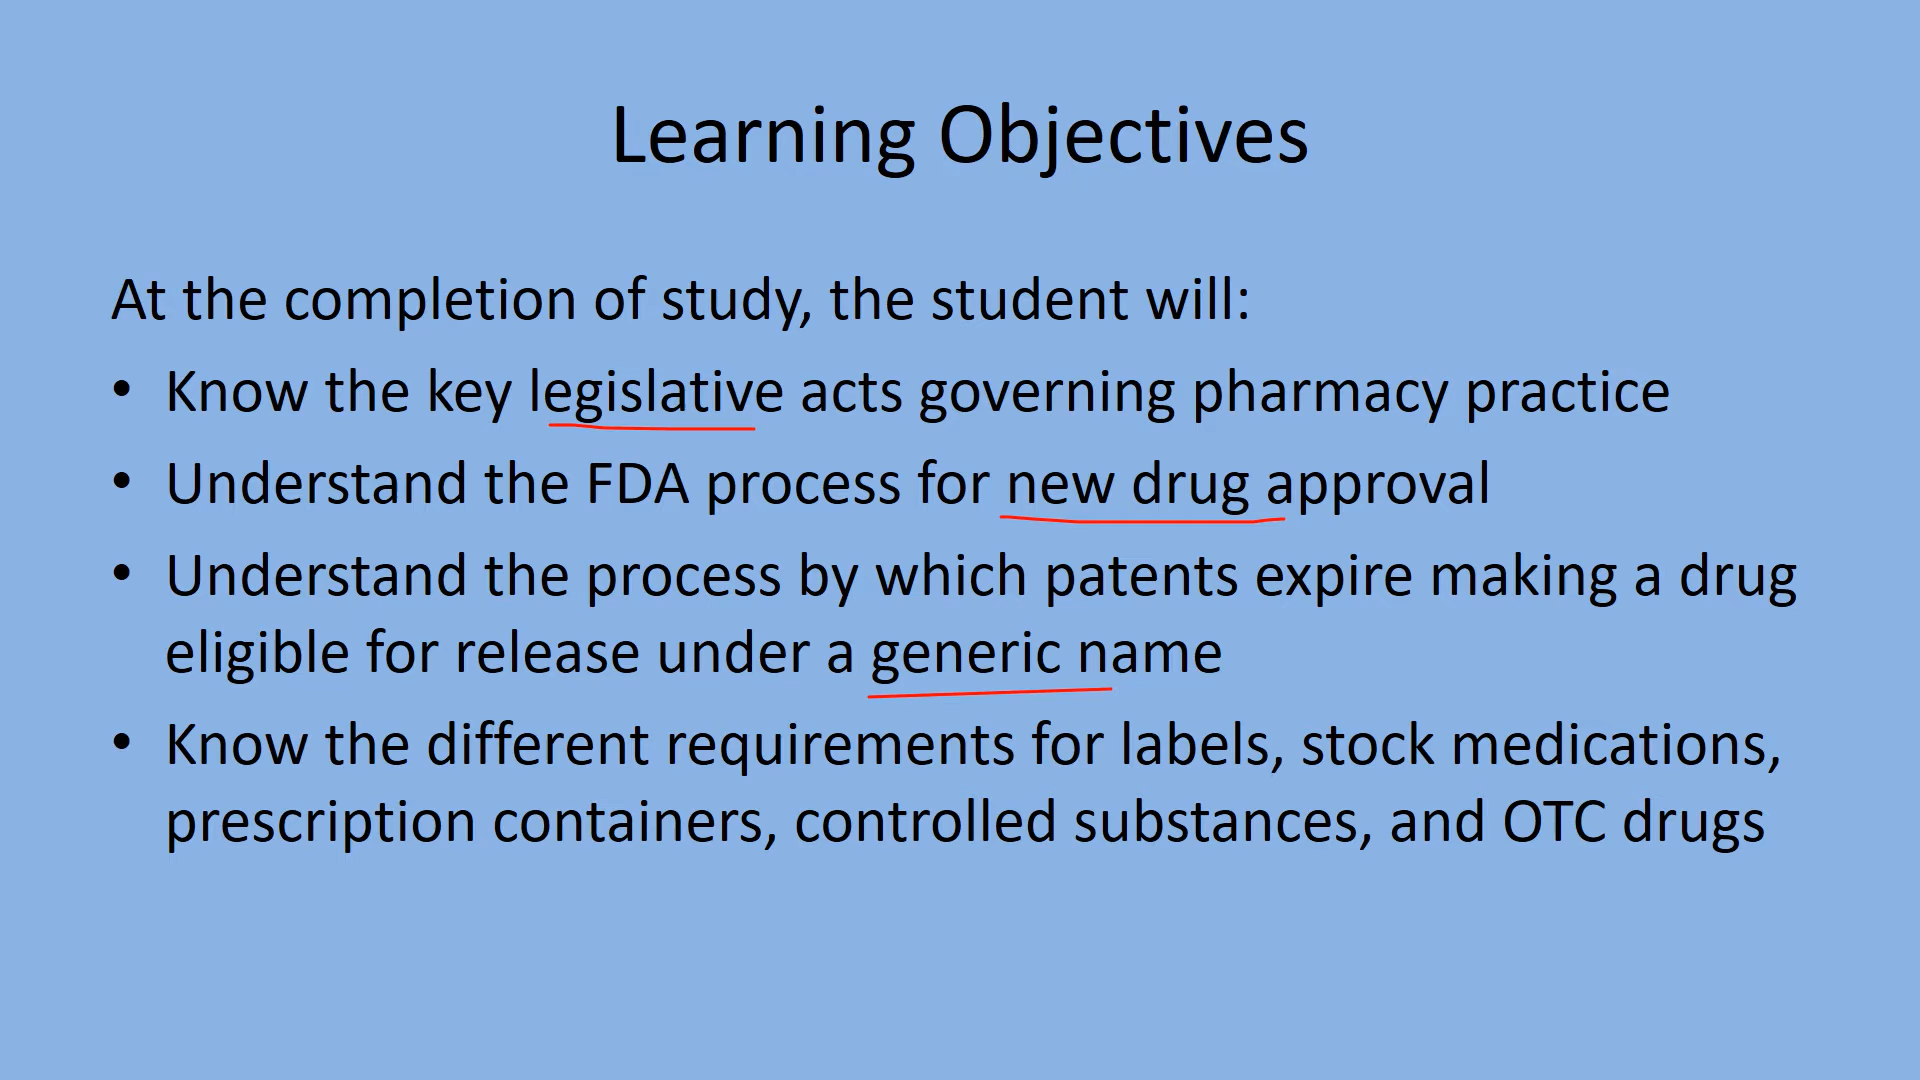 Learning Objectives
At the completion of study, the student will:
• Know the key legislative acts governing pharmacy practice
• Understand the FDA process for new drug approval
• Understand the process by which patents expire making a drug
eligible for release under a generic name
• Know the different requirements for labels, stock medications,
prescription containers, controlled substances, and OTC drugs